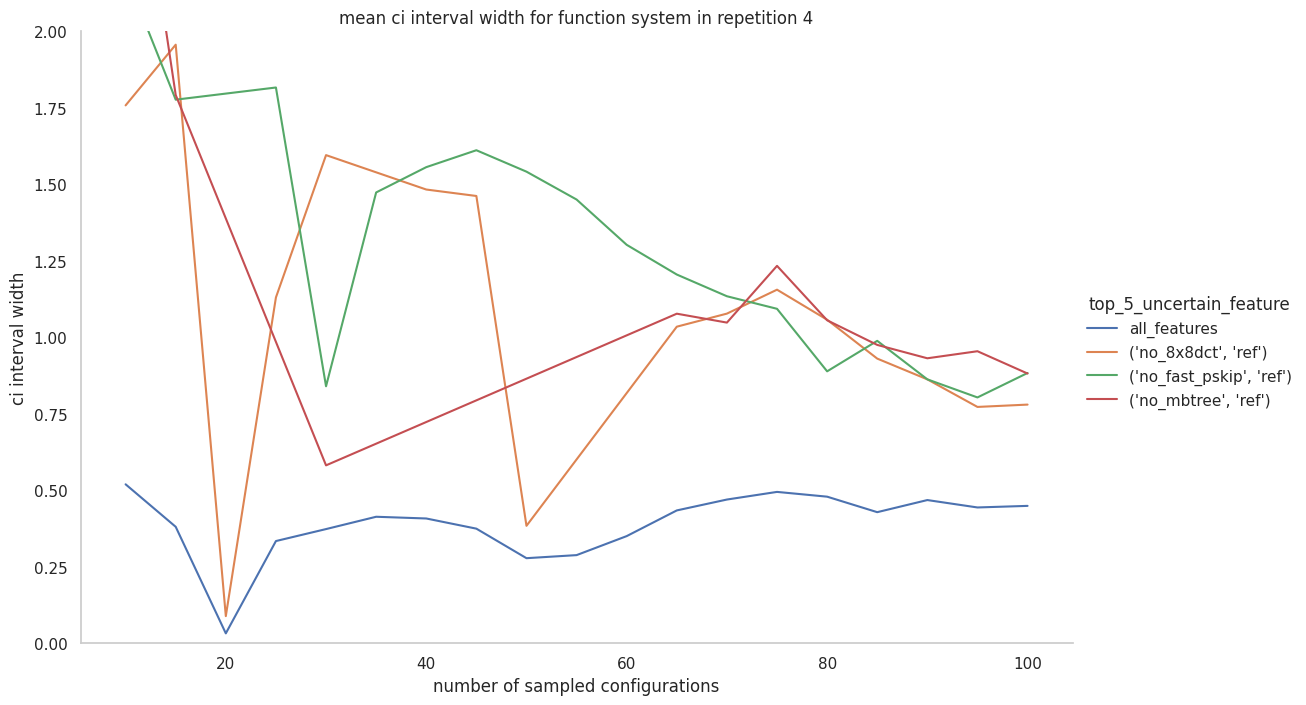 mean ci interval width for function system in repetition 4
2.00
1.75
1.50
1.25
1.00
0.75
0.50
0.25
0.00
ci interval width
20
40
60
80
100
number of sampled configurations
top_5_uncertain_feature
all_features
('no_8x8dct', 'ref')
('no_fast_pskip', 'ref')
('no_mbtree', 'ref')